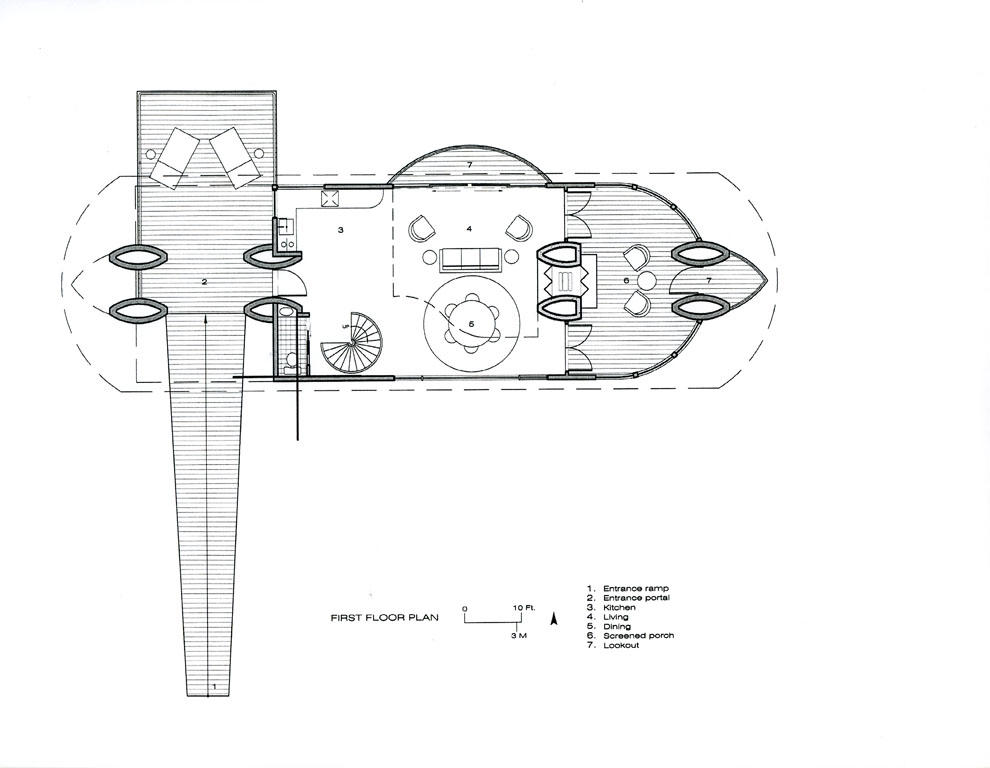 7
3
4
2
6
7
5
UP
1
FIRST FLOOR PLAN
0 10 Ft.
3 M
1. Entrance ramp
2. Entrance portal
3. Kitchen
4. Living
5. Dining
6. Screened porch
7. Lookout